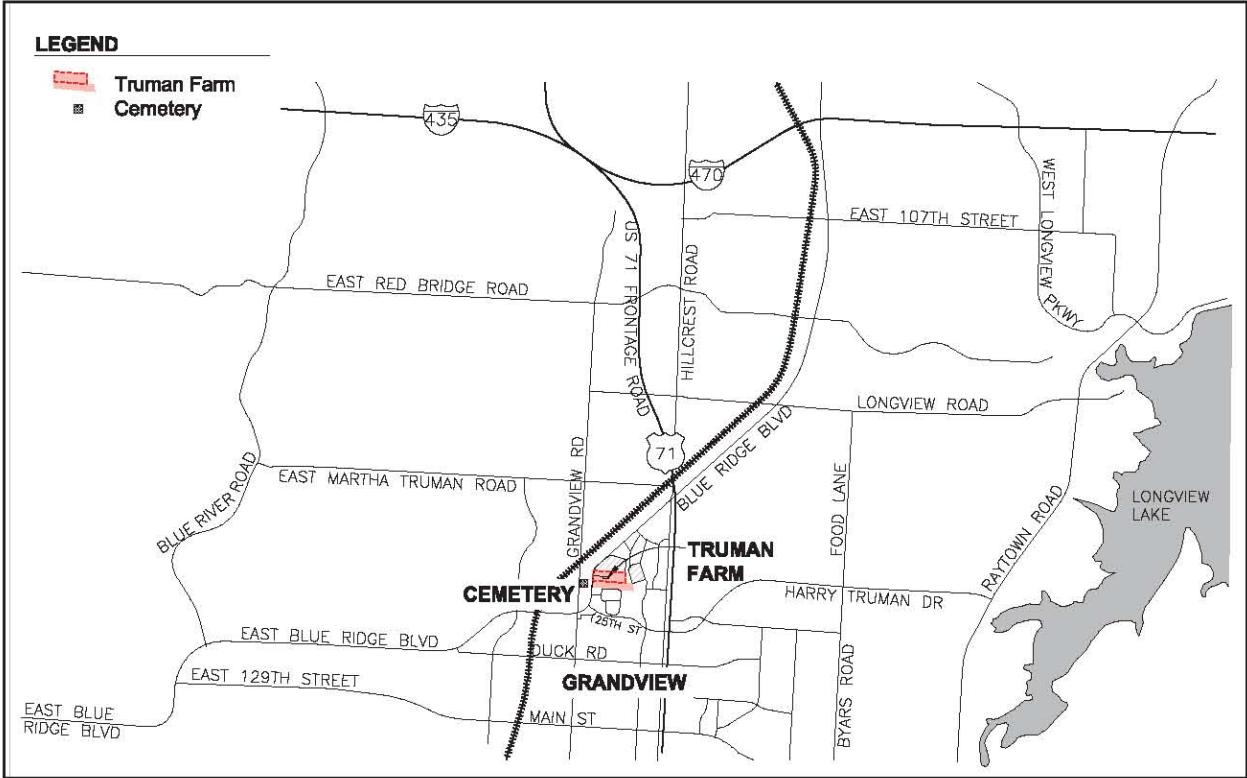 LEGEND
Truman Farm
Cemetery
435
470
EAST 107TH STREET
WEST LONGVIEW PKWY
US 71 FRONTAGE ROAD
HILLCREST ROAD
EAST RED BRIDGE ROAD
LONGVIEW ROAD
BLUE RIDGE BLVD
71
GRANDVIEW RD
EAST MARTHA TRUMAN ROAD
BLUE RIVER ROAD
FOOD LANE
RAYTOWN ROAD
LONGVIEW
LAKE
TRUMAN
FARM
CEMETERY
HARRY TRUMAN DR
125TH ST
EAST BLUE RIDGE BLVD
DUCK RD
GRANDVIEW
EAST 129TH STREET
MAIN ST
BYARS ROAD
EAST BLUE
RIDGE BLVD